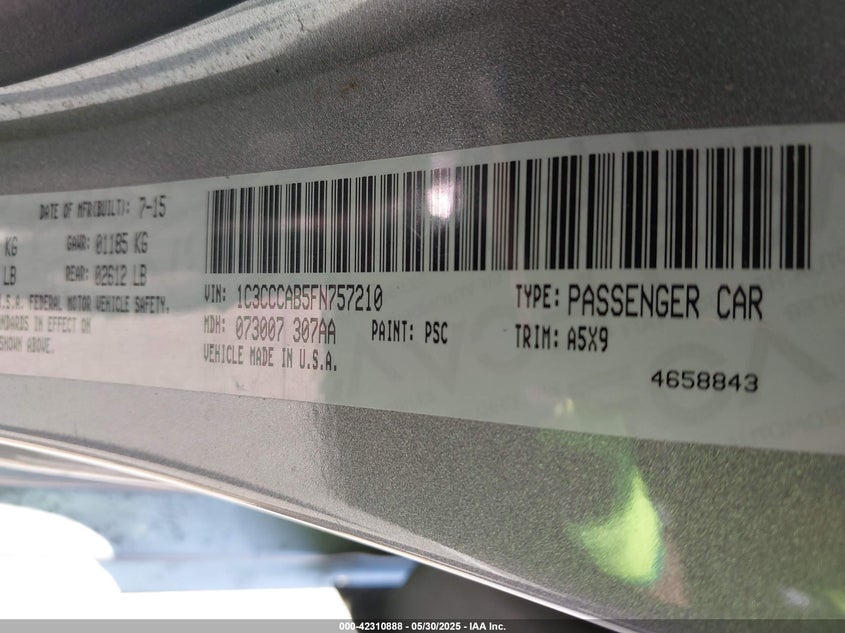 DATE OF MFR(BUILT): 7-15
KG GAWR: 01185 KG
LB REAR: 02612 LB
U.S.A. FEDERAL MOTOR VEHICLE SAFETY.
IN EFFECT ON
SHOWN ABOVE.
VIN: 1C3CCCAB5FN757210
TYPE: PASSENGER CAR
MDH: 073007 307AA PAINT: PSC
TRIM: A5X9
VEHICLE MADE IN U.S.A.
4658843
000-42310888 — 05/30/2025 — IAA Inc.